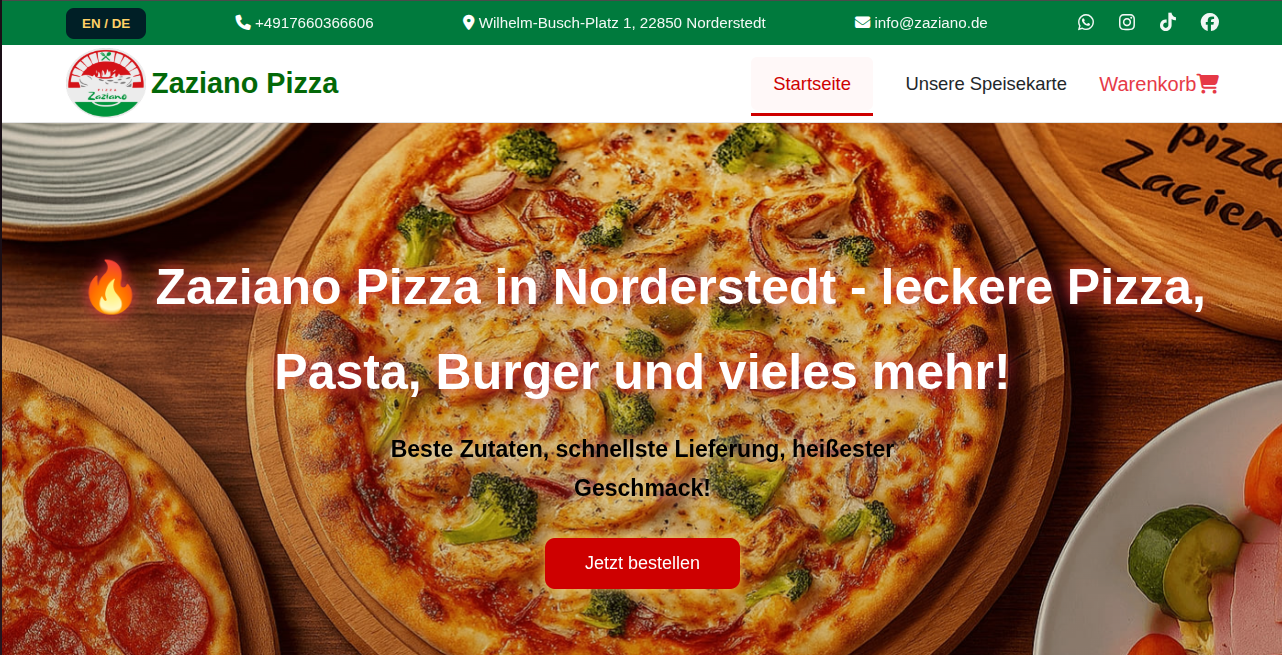 EN / DE
+4917660366606
Wilhelm-Busch-Platz 1, 22850 Norderstedt
info@zaziano.de
PIZZA
Zaziano
Zaziano Pizza
Startseite
Unsere Speisekarte
Warenkorb
pizza
🔥 Zaziano Pizza in Norderstedt - leckere Pizza,
Pasta, Burger und vieles mehr!
Beste Zutaten, schnellste Lieferung, heißester
Geschmack!
Jetzt bestellen